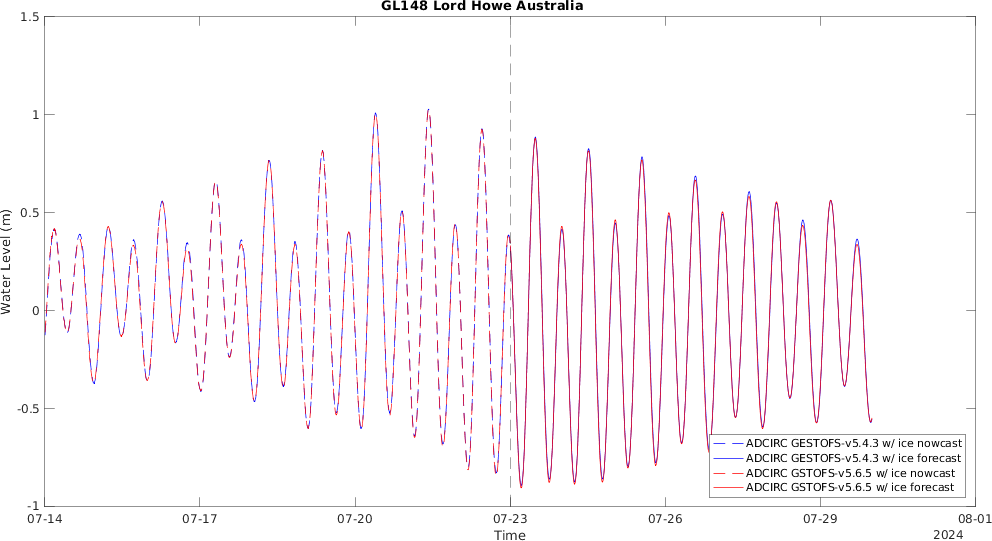 GL148 Lord Howe Australia
1.5
1
0.5
0
-0.5
-1
Water Level (m)
07-14 07-17 07-20 07-23 07-26 07-29 08-01
Time
2024
ADCIRC GESTOFS-v5.4.3 w/ ice nowcast
ADCIRC GESTOFS-v5.4.3 w/ ice forecast
ADCIRC GSTOFS-v5.6.5 w/ ice nowcast
ADCIRC GSTOFS-v5.6.5 w/ ice forecast